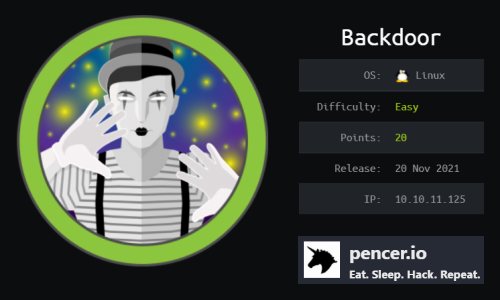 Backdoor
OS: Linux
Difficulty: Easy
Points: 20
Release: 20 Nov 2021
IP: 10.10.11.125
pencer.io
Eat. Sleep. Hack. Repeat.